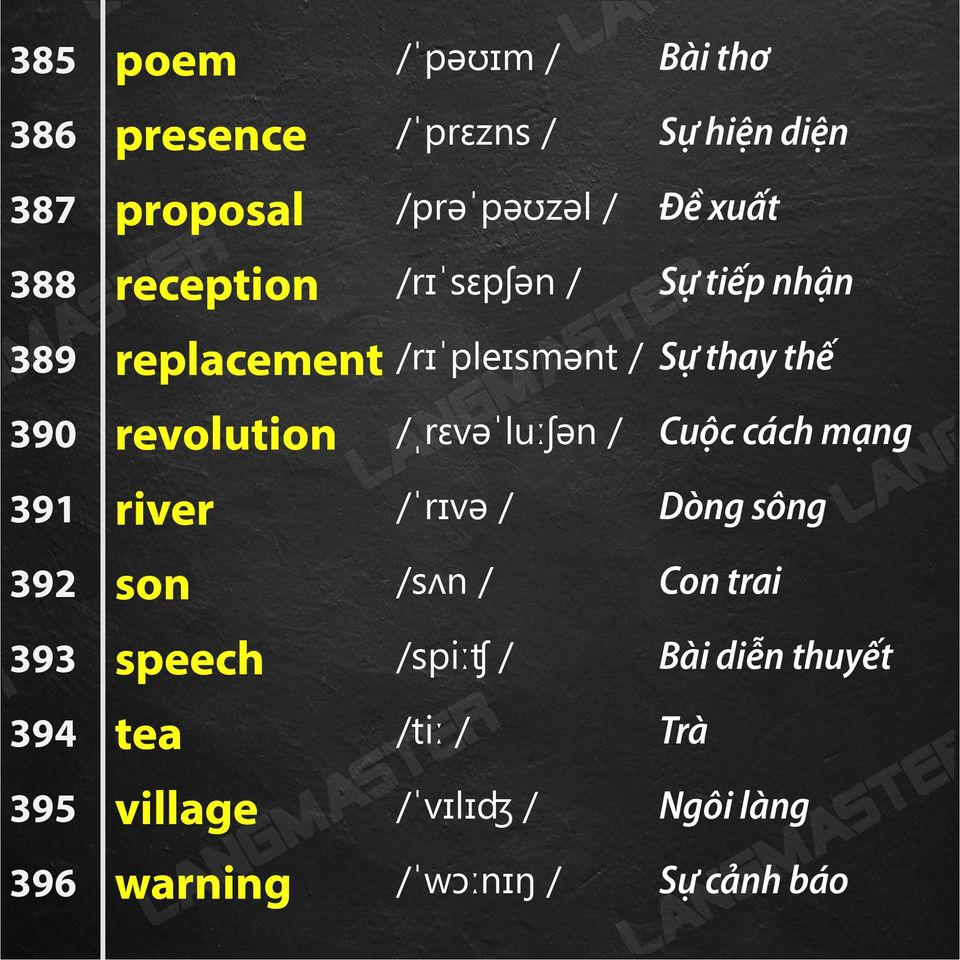 385 poem /ˈpəʊɪm / Bài thơ
386 presence /ˈprɛzns / Sự hiện diện
387 proposal /prəˈpəʊzəl / Đề xuất
388 reception /rɪˈsɛpʃən / Sự tiếp nhận
389 replacement /rɪˈpleɪsmənt / Sự thay thế
390 revolution /ˌrɛvəˈluːʃən / Cuộc cách mạng
391 river /ˈrɪvə / Dòng sông
392 son /sʌn / Con trai
393 speech /spiːʧ / Bài diễn thuyết
394 tea /tiː / Trà
395 village /ˈvɪlɪʤ / Ngôi làng
396 warning /ˈwɔːnɪŋ / Sự cảnh báo
LANGMASTER